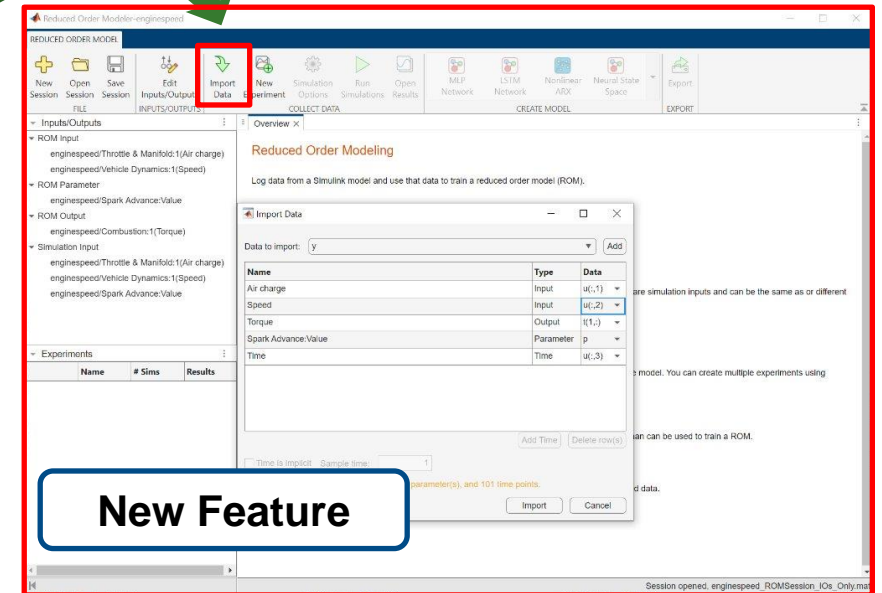 Reduced Order Modeler-enginespeed
REDUCED ORDER MODEL
New Session
Open Session
Save Session
Edit Inputs/Outputs
Import Data
New Experiment
Simulation Options
Run Simulations
Open Results
MLP Network
LSTM Network
Nonlinear ARX
Neural State Space
Export
FILE
INPUTS/OUTPUTS
COLLECT DATA
CREATE MODEL
EXPORT
Inputs/Outputs
ROM Input
enginespeed/Throttle & Manifold:1(Air charge)
enginespeed/Vehicle Dynamics:1(Speed)
ROM Parameter
enginespeed/Spark Advance:Value
ROM Output
enginespeed/Combustion:1(Torque)
Simulation Input
enginespeed/Throttle & Manifold:1(Air charge)
enginespeed/Vehicle Dynamics:1(Speed)
enginespeed/Spark Advance:Value
Experiments
Name # Sims Results
Overview ×
Reduced Order Modeling
Log data from a Simulink model and use that data to train a reduced order model (ROM).
are simulation inputs and can be the same as or different
e model. You can create multiple experiments using
an can be used to train a ROM.
d data.
Import Data
Data to import: y Add
Name Type Data
Air charge Input u(:,1)
Speed Input u(:,2)
Torque Output t(1,:)
Spark Advance:Value Parameter p
Time Time u(:,3)
Add Time Delete row(s)
Time is implicit Sample time: 1
parameter(s), and 101 time points.
Import Cancel
New Feature
Session opened, enginespeed_ROMSession_IOs_Only.mat